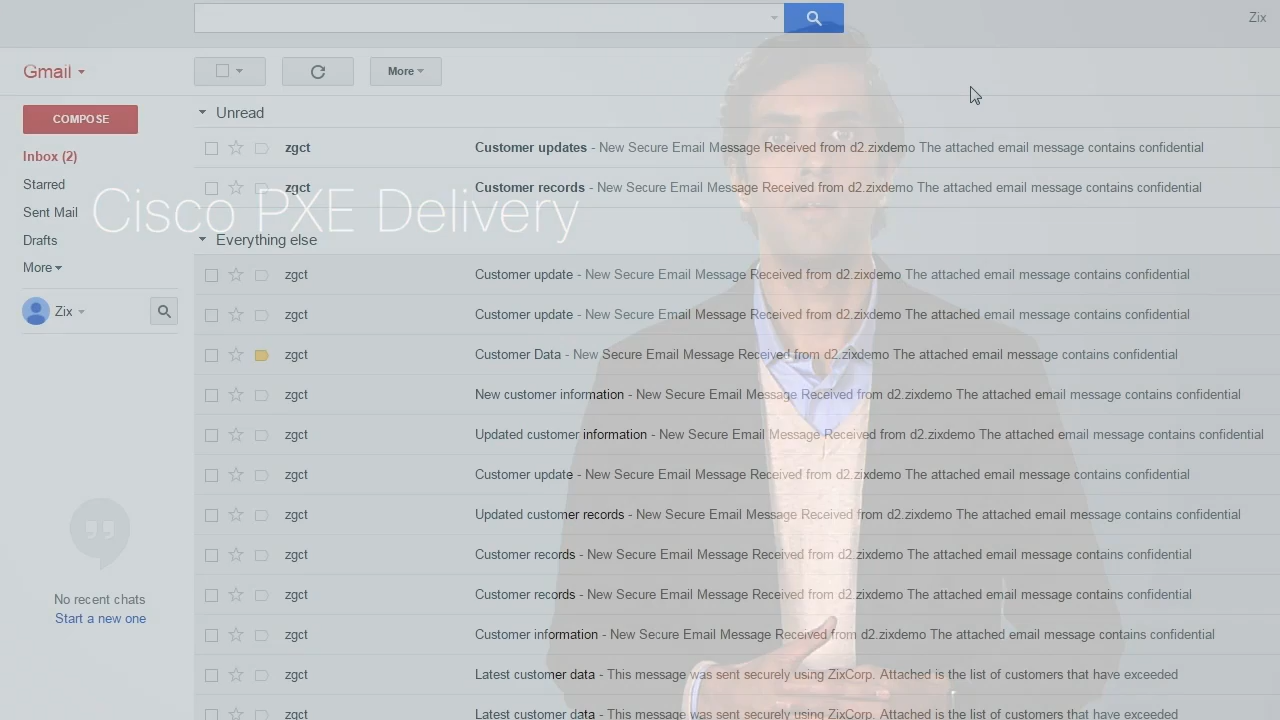 Zix
Gmail
More
COMPOSE
Unread
Inbox (2)
zgct Customer updates - New Secure Email Message Received from d2.zixdemo The attached email message contains confidential
Starred
zgct Customer records - New Secure Email Message Received from d2.zixdemo The attached email message contains confidential
Sent Mail
Cisco PXE Delivery
Drafts
Everything else
More
zgct Customer update - New Secure Email Message Received from d2.zixdemo The attached email message contains confidential
Zix
zgct Customer update - New Secure Email Message Received from d2.zixdemo The attached email message contains confidential
zgct Customer Data - New Secure Email Message Received from d2.zixdemo The attached email message contains confidential
zgct New customer information - New Secure Email Message Received from d2.zixdemo The attached email message contains confidential
zgct Updated customer information - New Secure Email Message Received from d2.zixdemo The attached email message contains confidential
zgct Customer update - New Secure Email Message Received from d2.zixdemo The attached email message contains confidential
zgct Updated customer records - New Secure Email Message Received from d2.zixdemo The attached email message contains confidential
zgct Customer records - New Secure Email Message Received from d2.zixdemo The attached email message contains confidential
zgct Customer records - New Secure Email Message Received from d2.zixdemo The attached email message contains confidential
No recent chats
Start a new one
zgct Customer information - New Secure Email Message Received from d2.zixdemo The attached email message contains confidential
zgct Latest customer data - This message was sent securely using ZixCorp. Attached is the list of customers that have exceeded
zgct Latest customer data - This message was sent securely using ZixCorp. Attached is the list of customers that have exceeded